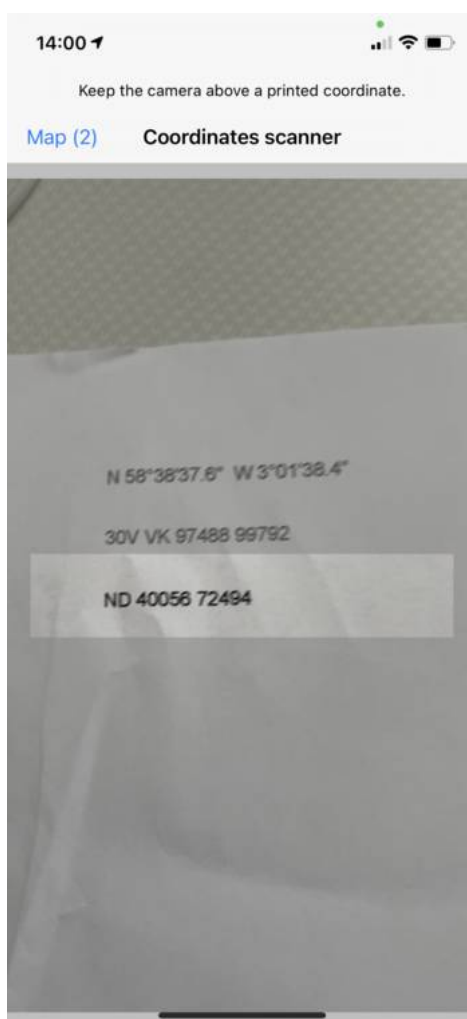 14:00
Keep the camera above a printed coordinate.
Map (2) Coordinates scanner
N 58°38'37.6" W 3°01'38.4"
30V VK 97488 99792
ND 40056 72494